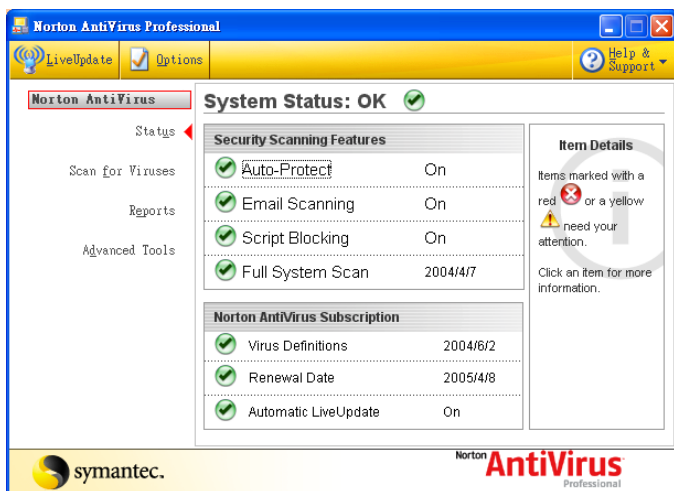 Norton AntiVirus Professional
LiveUpdate Options Help & Support
Norton AntiVirus
Status
Scan for Viruses
Reports
Advanced Tools
System Status: OK
Security Scanning Features
Auto-Protect On
Email Scanning On
Script Blocking On
Full System Scan 2004/4/7
Norton AntiVirus Subscription
Virus Definitions 2004/6/2
Renewal Date 2005/4/8
Automatic LiveUpdate On
Item Details
Items marked with a
red or a yellow
need your
attention.
Click an item for more
information.
symantec.
Norton AntiVirus
Professional